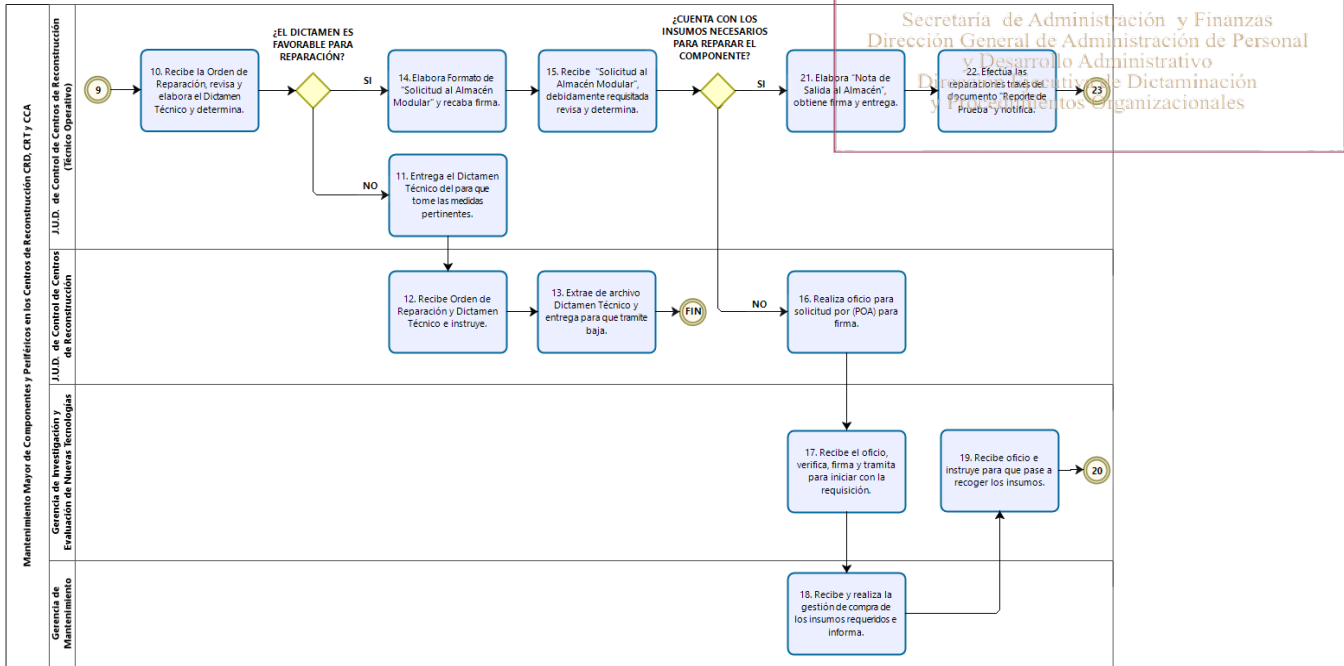 Secretaría de Administración y Finanzas
Dirección General de Administración de Personal
y Desarrollo Administrativo
Dirección Ejecutiva de Dictaminación
y Procedimientos Organizacionales
Mantenimiento Mayor de Componentes y Periféricos en los Centros de Reconstrucción CRD, CRT y CCA
J.U.D. de Control de Centros de Reconstrucción
(Técnico Operativo)
9
10. Recibe la Orden de
Reparación, revisa y
elabora el Dictamen
Técnico y determina.
¿EL DICTAMEN ES
FAVORABLE PARA
REPARACIÓN?
SI
14. Elabora Formato de
"Solicitud al Almacén
Modular" y recaba firma.
15. Recibe "Solicitud al
Almacén Modular",
debidamente requisitada
revisa y determina.
¿CUENTA CON LOS
INSUMOS NECESARIOS
PARA REPARAR EL
COMPONENTE?
SI
21. Elabora "Nota de
Salida al Almacén",
obtiene firma y entrega.
22. Efectúa las
reparaciones través del
documento "Reporte de
Prueba" y notifica.
23
NO
11. Entrega el Dictamen
Técnico del para que
tome las medidas
pertinentes.
J.U.D. de Control de Centros
de Reconstrucción
12. Recibe Orden de
Reparación y Dictamen
Técnico e instruye.
13. Extrae de archivo
Dictamen Técnico y
entrega para que tramite
baja.
FIN
NO
16. Realiza oficio para
solicitud por (POA) para
firma.
Gerencia de Investigación y
Evaluación de Nuevas Tecnologías
17. Recibe el oficio,
verifica, firma y tramita
para iniciar con la
requisición.
19. Recibe oficio e
instruye para que pase a
recoger los insumos.
20
Gerencia de
Mantenimiento
18. Recibe y realiza la
gestión de compra de
los insumos requeridos e
informa.